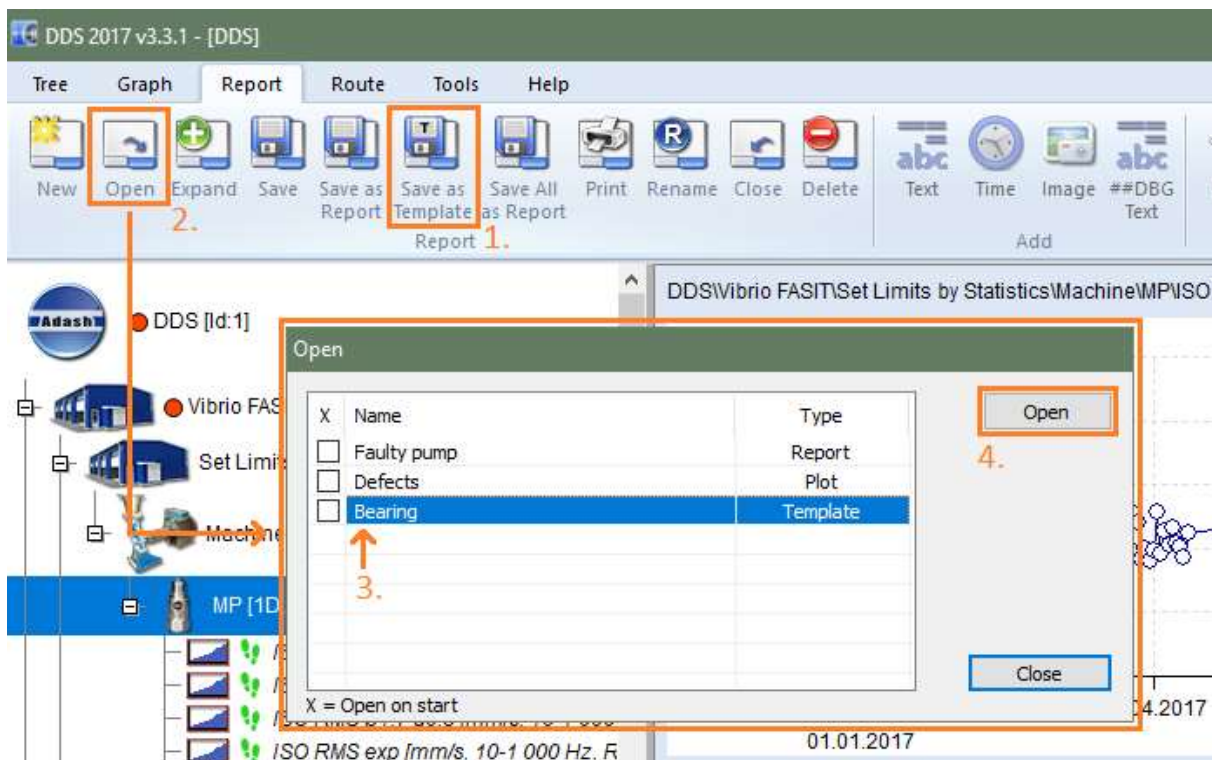 DDS 2017 v3.3.1 - [DDS]
Tree Graph Report Route Tools Help
T R abc abc
New Open Expand Save Save as Save as Save All Print Rename Close Delete Text Time Image ##DBG
Report Template as Report Text
2.
Report 1. Add
DDS\Vibrio FASIT\Set Limits by Statistics\Machine\MP\ISO
Adash DDS [Id:1]
Open
X Name Type Open
Vibrio FAS
Faulty pump Report
4.
Set Limits
Defects Plot
Bearing Template
Machine
3.
MP [1D
Close
X = Open on start
4.2017
ISO RMS exp [mm/s, 10-1 000 Hz, R
01.01.2017